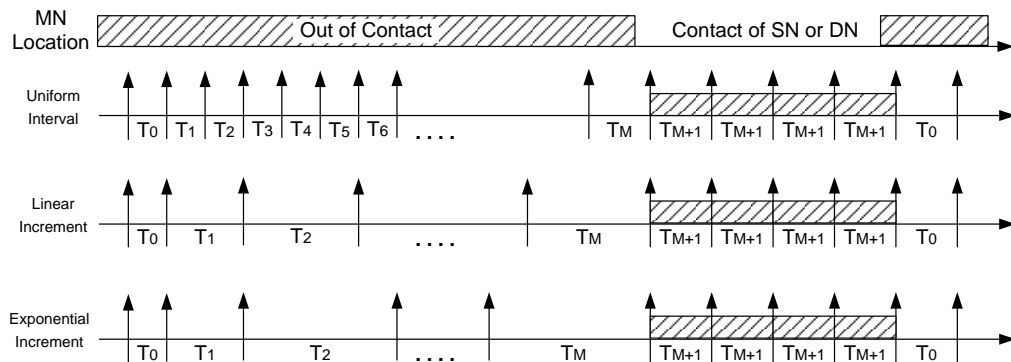 MN
Location
Out of Contact
Contact of SN or DN
Uniform
Interval
T0 T1 T2 T3 T4 T5 T6 .... TM TM+1 TM+1 TM+1 TM+1 T0
Linear
Increment
T0 T1 T2 .... TM TM+1 TM+1 TM+1 TM+1 T0
Exponential
Increment
T0 T1 T2 .... TM TM+1 TM+1 TM+1 TM+1 T0